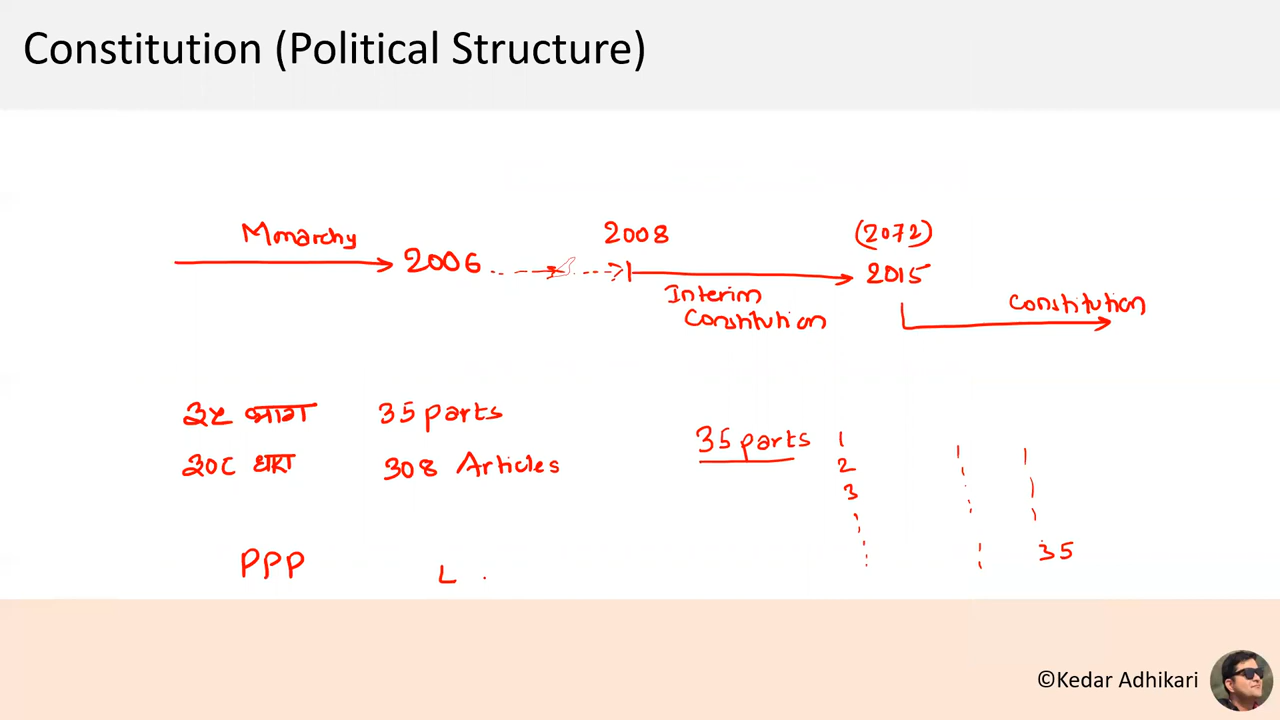 Constitution (Political Structure)
Monarchy
2006
2008
Interim
Constitution
(2072)
2015
Constitution
३५ भाग 35 parts
३०८ धारा 308 Articles
35 parts 1
2
3
35
PPP L
©Kedar Adhikari